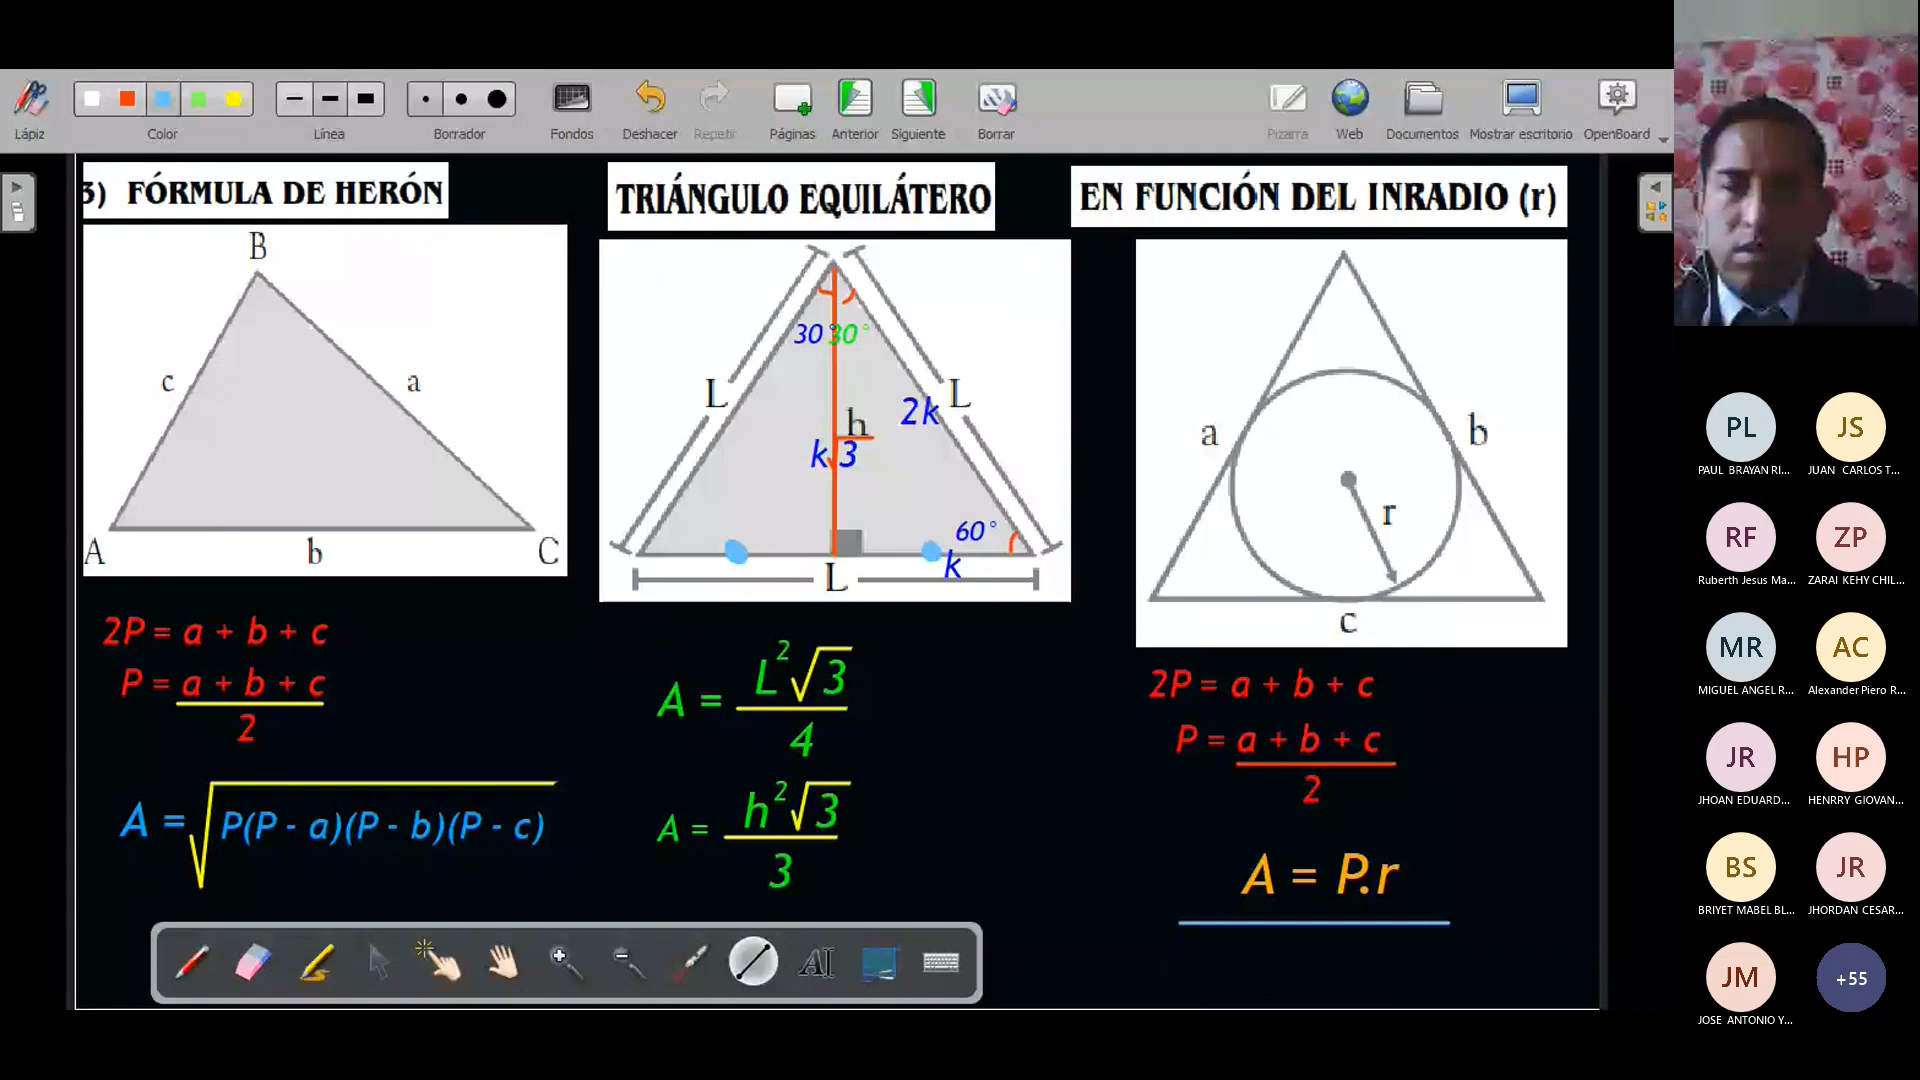 Lápiz
Color
Línea
Borrador
Fondos
Deshacer
Repetir
Páginas
Anterior
Siguiente
Borrar
Pizarra
Web
Documentos
Mostrar escritorio
OpenBoard
3) FÓRMULA DE HERÓN
B
c
a
A
b
C
2P = a + b + c
P = a + b + c
2
A = √P(P - a)(P - b)(P - c)
TRIÁNGULO EQUILÁTERO
30° 30°
L
L
2k
h
k√3
60°
k
L
A = L²√3
4
A = h²√3
3
EN FUNCIÓN DEL INRADIO (r)
a
b
r
c
2P = a + b + c
P = a + b + c
2
A = P.r
AI
PL
JS
PAUL BRAYAN RI...
JUAN CARLOS T...
RF
ZP
Ruberth Jesus Ma...
ZARAI KEHY CHIL...
MR
AC
MIGUEL ANGEL R...
Alexander Piero R...
JR
HP
JHOAN EDUARD...
HENRRY GIOVAN...
BS
JR
BRIYET MABEL BL...
JHORDAN CESAR...
JM
+55
JOSE ANTONIO Y...